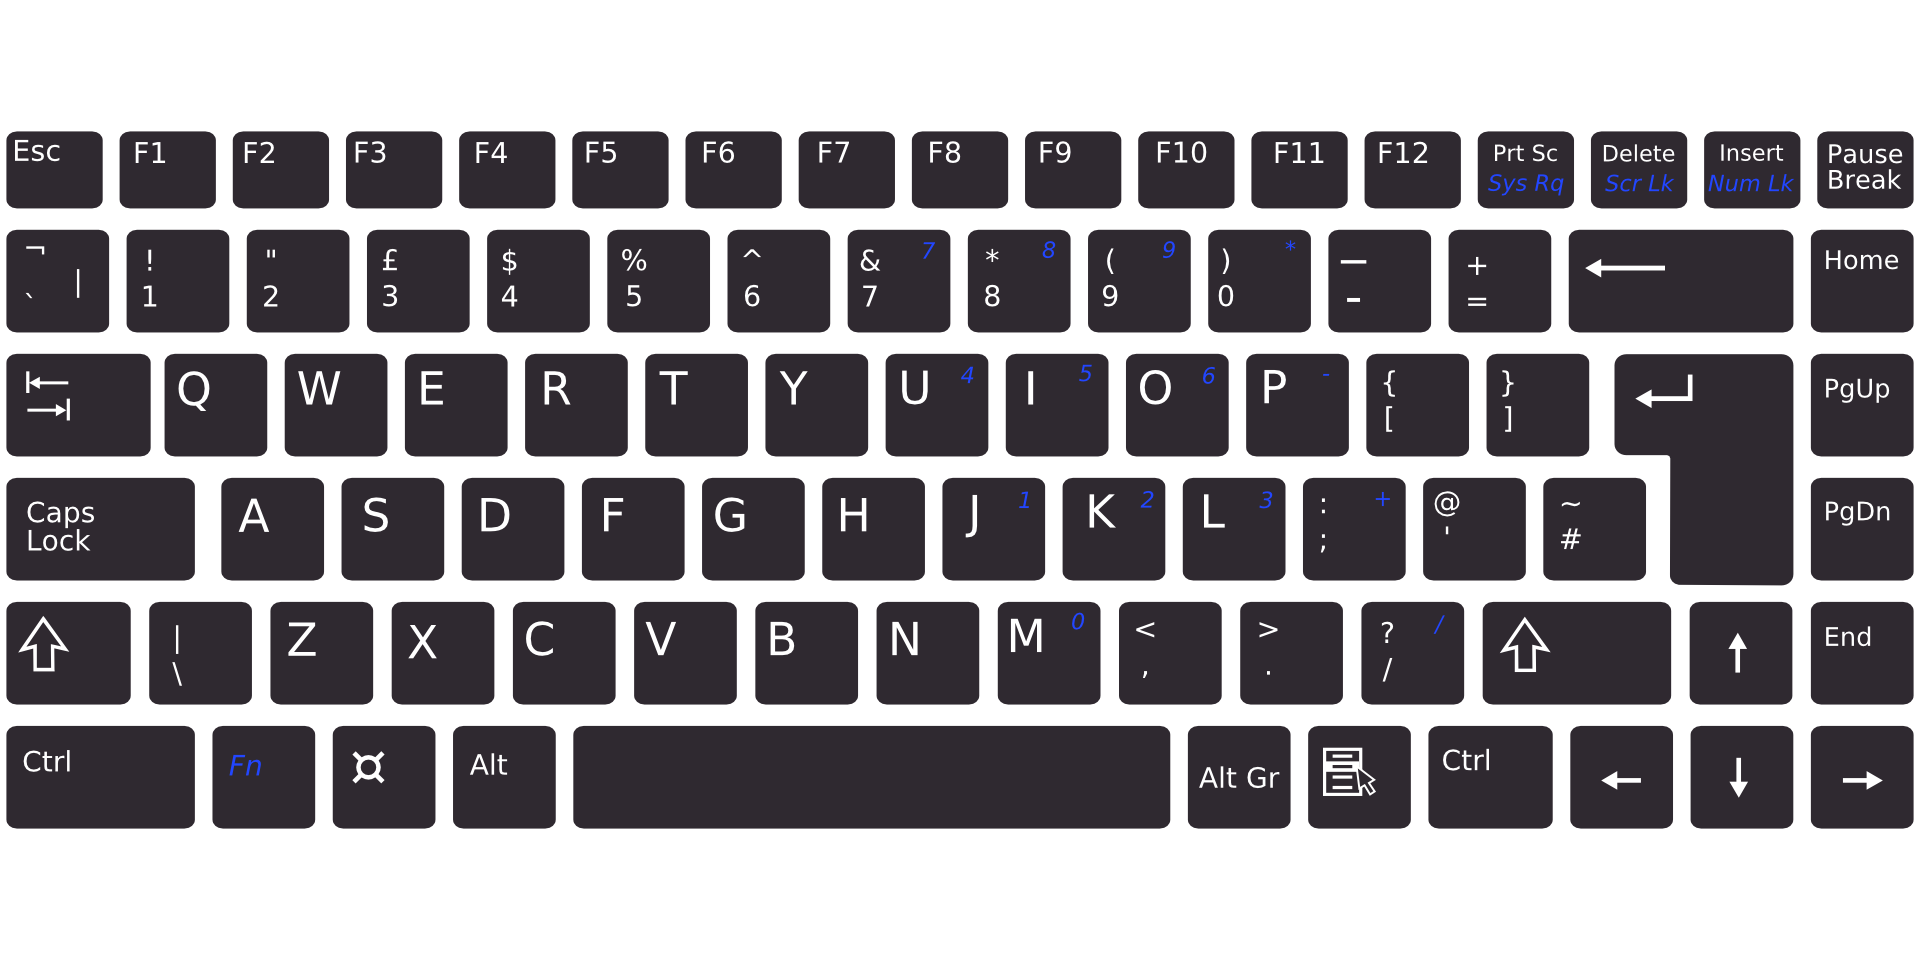 Esc F1 F2 F3 F4 F5 F6 F7 F8 F9 F10 F11 F12 Prt Sc Delete Insert Pause
Sys Rq Scr Lk Num Lk Break
¬ ! " £ $ % ^ & 7 * 8 ( 9 ) * — + Home
` | 1 2 3 4 5 6 7 8 9 0 - =
Q W E R T Y U 4 I 5 O 6 P - { } PgUp
[ ]
Caps A S D F G H J 1 K 2 L 3 : + @ ~ PgDn
Lock ; ' #
| Z X C V B N M 0 < > ? / End
\ , . /
Ctrl Fn Alt Alt Gr Ctrl